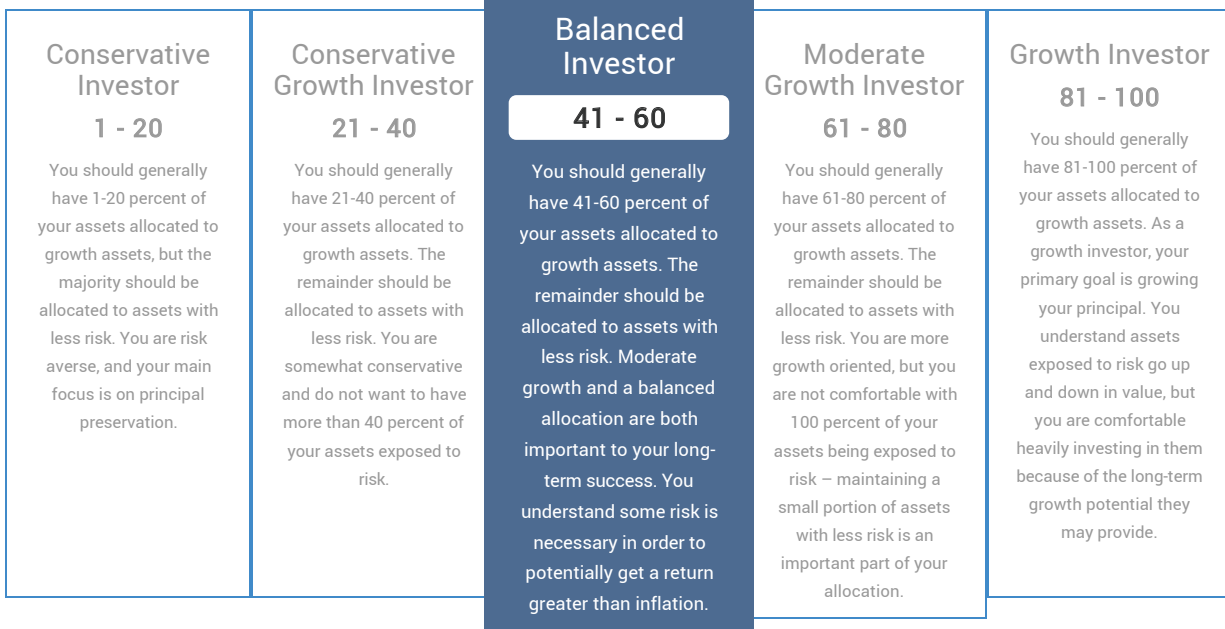 Conservative
Investor
1 - 20
You should generally
have 1-20 percent of
your assets allocated to
growth assets, but the
majority should be
allocated to assets with
less risk. You are risk
averse, and your main
focus is on principal
preservation.
Conservative
Growth Investor
21 - 40
You should generally
have 21-40 percent of
your assets allocated to
growth assets. The
remainder should be
allocated to assets with
less risk. You are
somewhat conservative
and do not want to have
more than 40 percent of
your assets exposed to
risk.
Balanced
Investor
41 - 60
You should generally
have 41-60 percent of
your assets allocated to
growth assets. The
remainder should be
allocated to assets with
less risk. Moderate
growth and a balanced
allocation are both
important to your long-
term success. You
understand some risk is
necessary in order to
potentially get a return
greater than inflation.
Moderate
Growth Investor
61 - 80
You should generally
have 61-80 percent of
your assets allocated to
growth assets. The
remainder should be
allocated to assets with
less risk. You are more
growth oriented, but you
are not comfortable with
100 percent of your
assets being exposed to
risk – maintaining a
small portion of assets
with less risk is an
important part of your
allocation.
Growth Investor
81 - 100
You should generally
have 81-100 percent of
your assets allocated to
growth assets. As a
growth investor, your
primary goal is growing
your principal. You
understand assets
exposed to risk go up
and down in value, but
you are comfortable
heavily investing in them
because of the long-term
growth potential they
may provide.